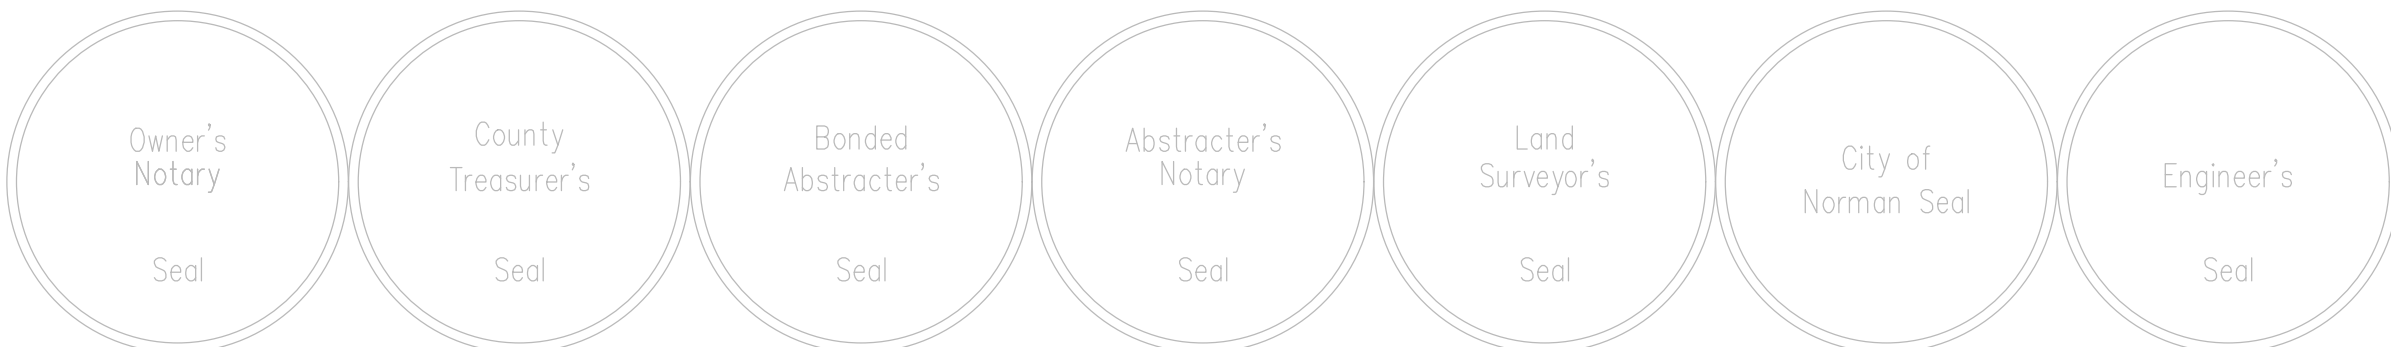 Owner's
Notary
Seal
County
Treasurer's
Seal
Bonded
Abstracter's
Seal
Abstracter's
Notary
Seal
Land
Surveyor's
Seal
City of
Norman Seal
Engineer's
Seal